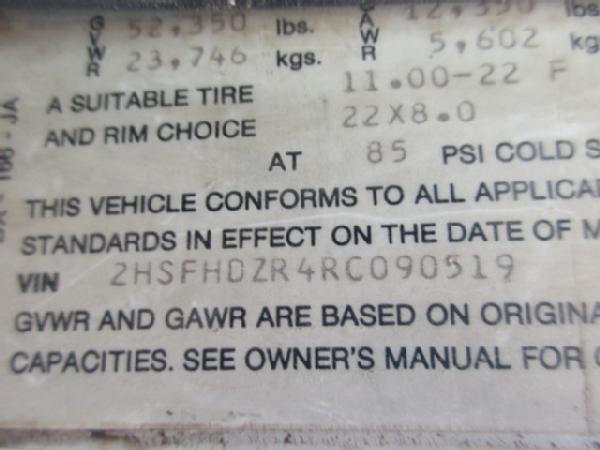 GVWR 52,350 lbs. GAWR 12,350 lbs
23,746 kgs. 5,602 kg
A SUITABLE TIRE 11.00-22 F
AND RIM CHOICE 22X8.0
AT 85 PSI COLD S
THIS VEHICLE CONFORMS TO ALL APPLICA
STANDARDS IN EFFECT ON THE DATE OF M
VIN 2HSFHDZR4RC090519
GVWR AND GAWR ARE BASED ON ORIGINA
CAPACITIES. SEE OWNER'S MANUAL FOR